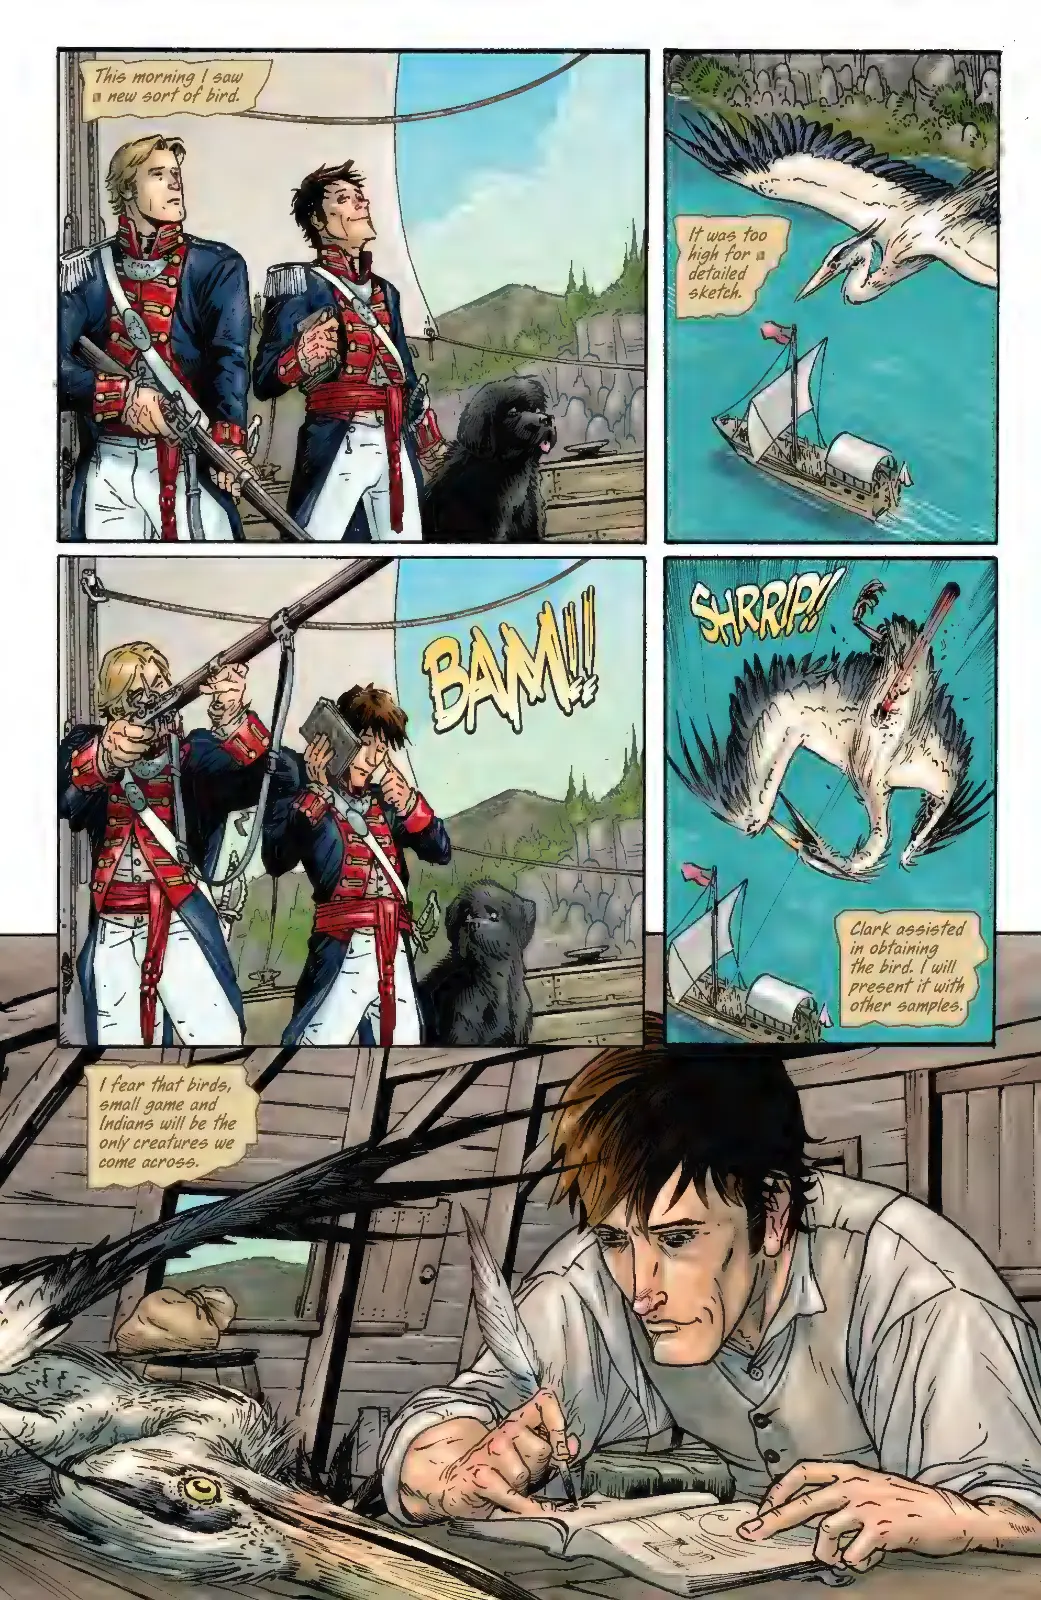 This morning I saw
a new sort of bird.
It was too
high for a
detailed
sketch.
BAM!!
SHRRIP!!
Clark assisted
in obtaining
the bird. I will
present it with
other samples.
I fear that birds,
small game and
Indians will be the
only creatures we
come across.